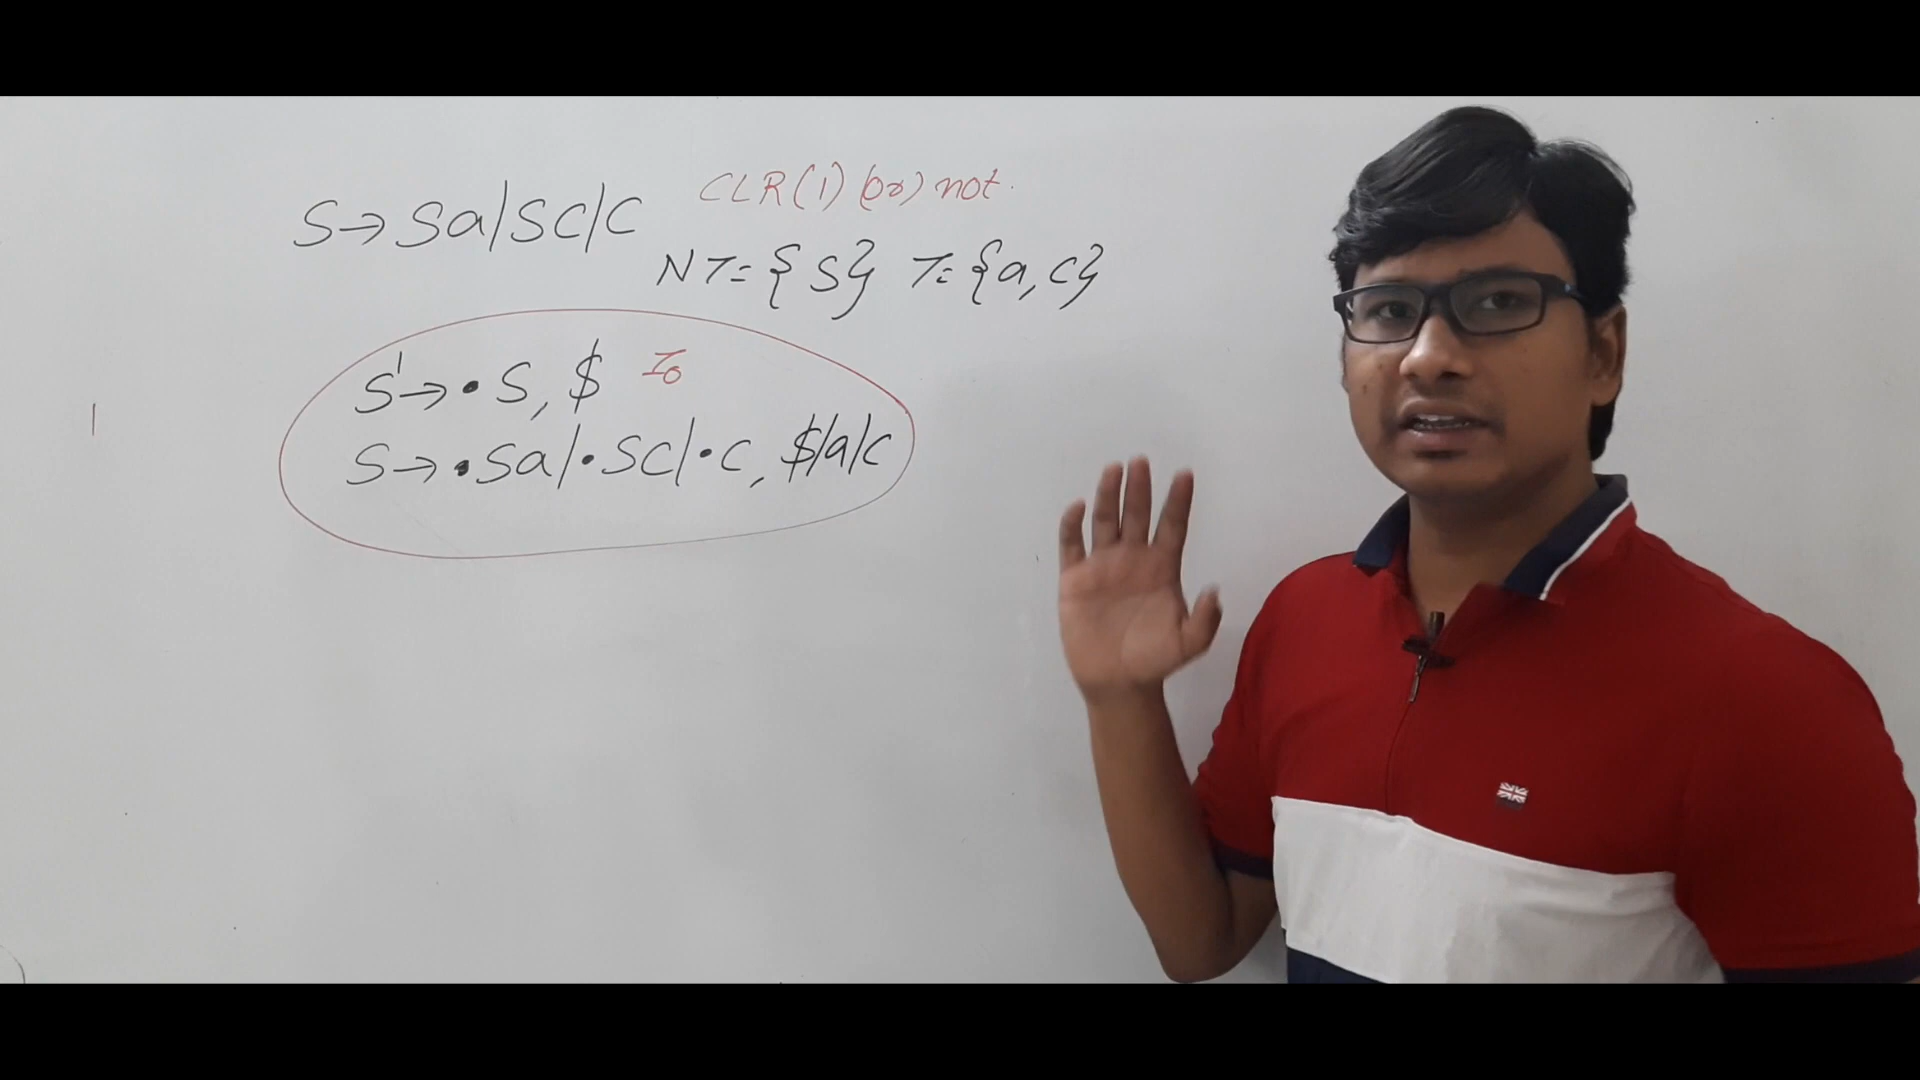 CLR(1) (or) not.
S→Sa|Sc|c
NT={S} T={a,c}
S'→•S,$ I₀
S→•Sa|•Sc|•c,$/a/c